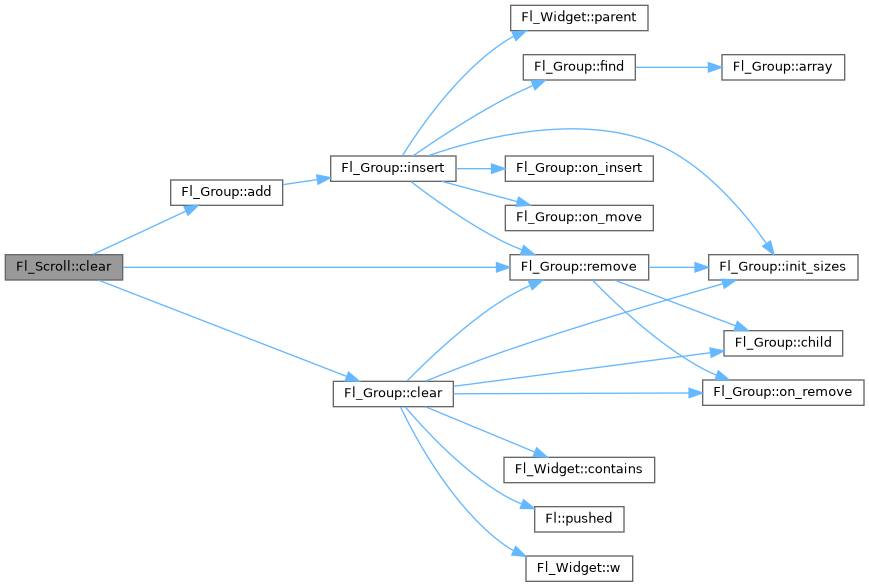 Fl_Widget::parent
Fl_Group::find
Fl_Group::array
Fl_Group::insert
Fl_Group::on_insert
Fl_Group::add
Fl_Group::on_move
Fl_Scroll::clear
Fl_Group::remove
Fl_Group::init_sizes
Fl_Group::child
Fl_Group::clear
Fl_Group::on_remove
Fl_Widget::contains
Fl::pushed
Fl_Widget::w